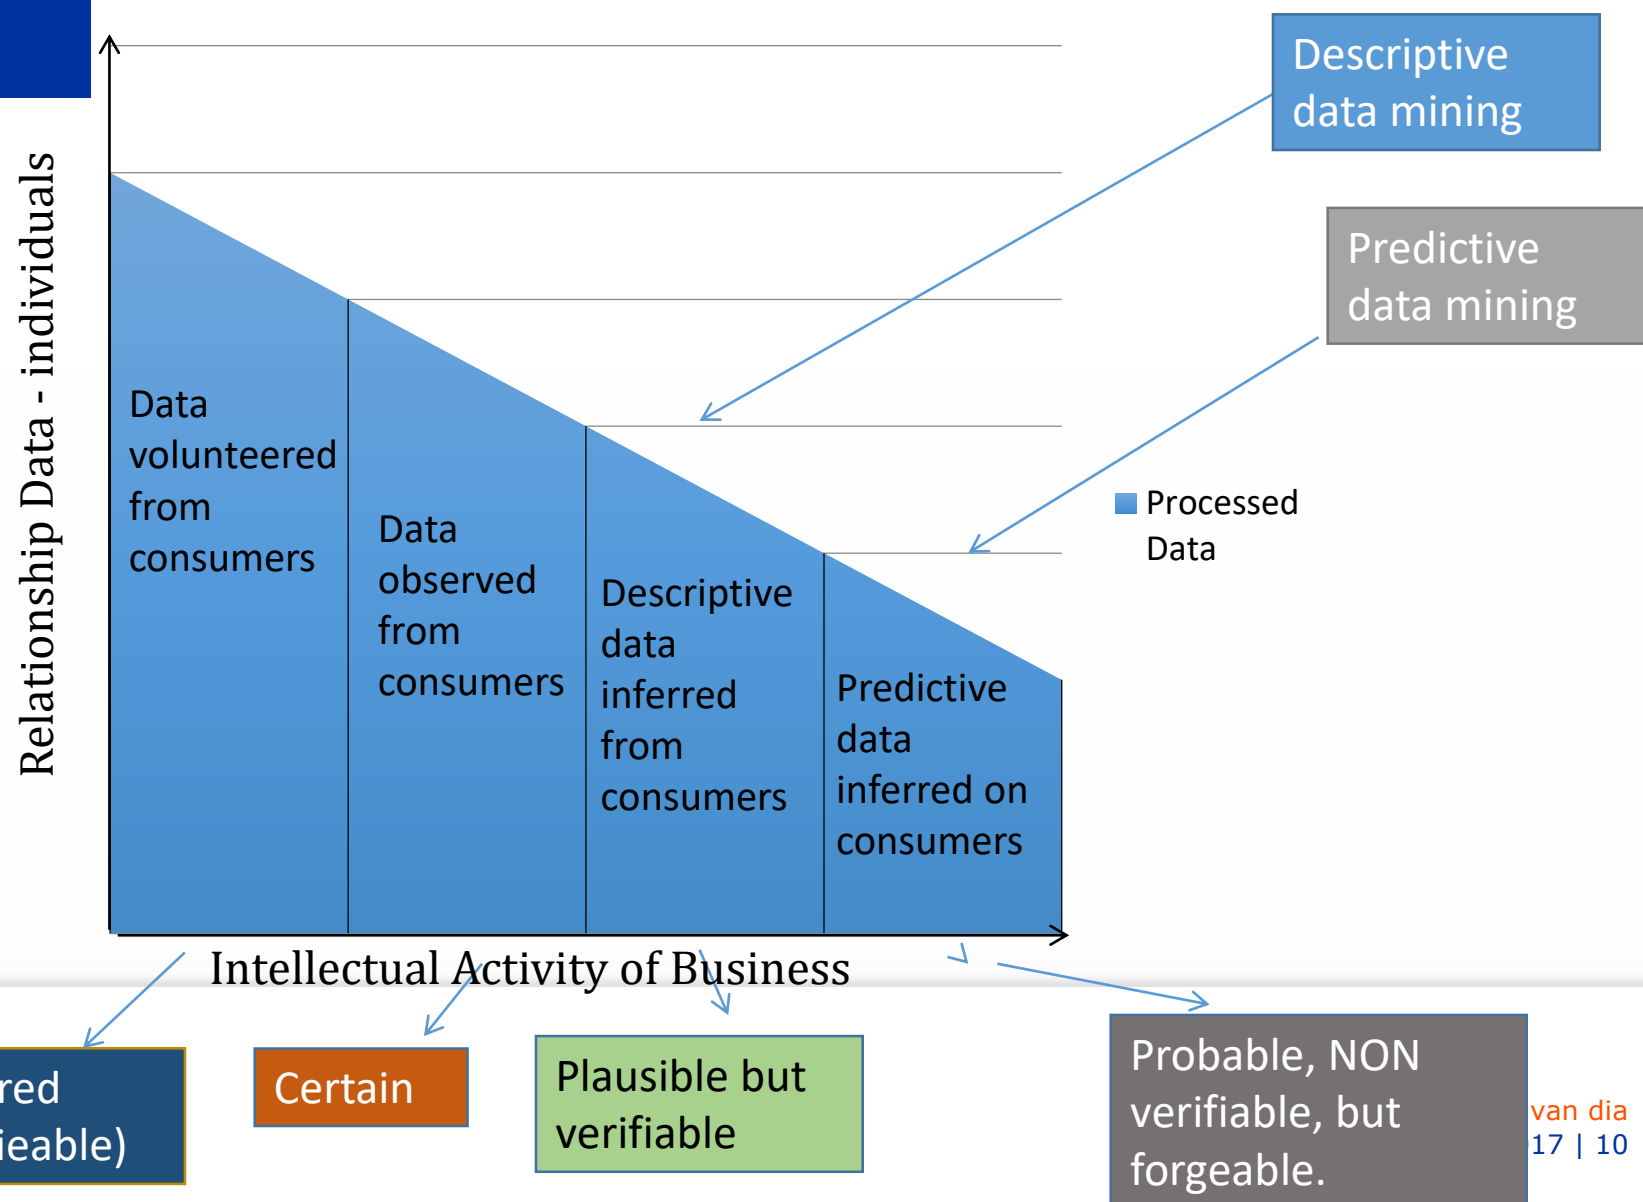 Descriptive
data mining
Predictive
data mining
Relationship Data - individuals
Data
volunteered
from
consumers
Data
observed
from
consumers
Descriptive
data
inferred
from
consumers
Predictive
data
inferred on
consumers
Processed
Data
Intellectual Activity of Business
red
ieable)
Certain
Plausible but
verifiable
Probable, NON
verifiable, but
forgeable.
van dia
17 | 10